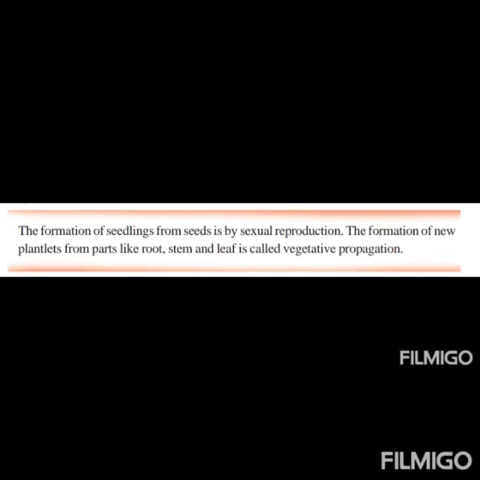 The formation of seedlings from seeds is by sexual reproduction. The formation of new
plantlets from parts like root, stem and leaf is called vegetative propagation.
FILMIGO
FILMIGO